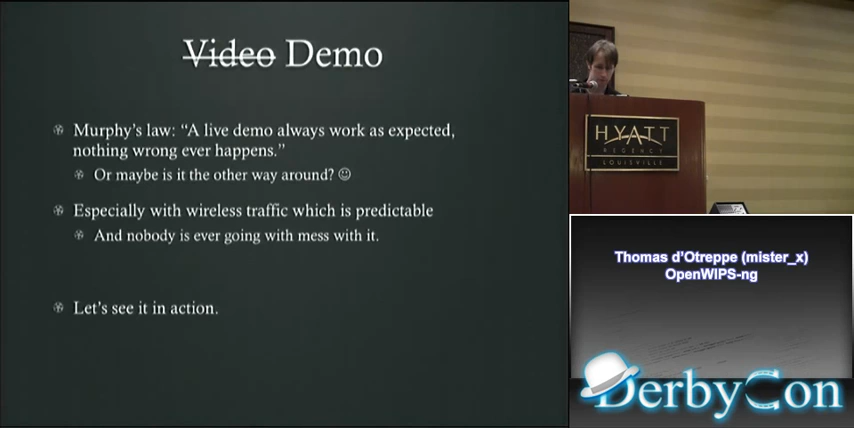 Video Demo
Murphy's law: "A live demo always work as expected,
nothing wrong ever happens."
Or maybe is it the other way around? ☺
Especially with wireless traffic which is predictable
And nobody is ever going with mess with it.
Let's see it in action.
HYATT
REGENCY
LOUISVILLE
Thomas d'Otreppe (mister_x)
OpenWIPS-ng
DerbyCon